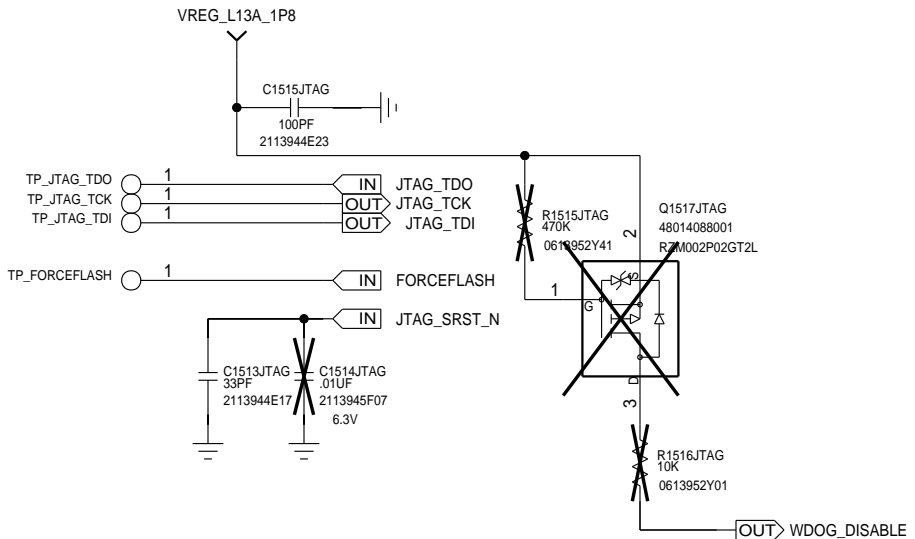 VREG_L13A_1P8
C1515JTAG
100PF
2113944E23
TP_JTAG_TDO 1 IN JTAG_TDO
TP_JTAG_TCK 1 OUT JTAG_TCK
TP_JTAG_TDI 1 OUT JTAG_TDI
TP_FORCEFLASH 1 IN FORCEFLASH
IN JTAG_SRST_N
C1513JTAG
33PF
2113944E17
C1514JTAG
.01UF
2113945F07
6.3V
R1515JTAG
470K
0613952Y41
Q1517JTAG
48014088001
RZM002P02GT2L
2
S
1
G
D
3
R1516JTAG
10K
0613952Y01
OUT WDOG_DISABLE